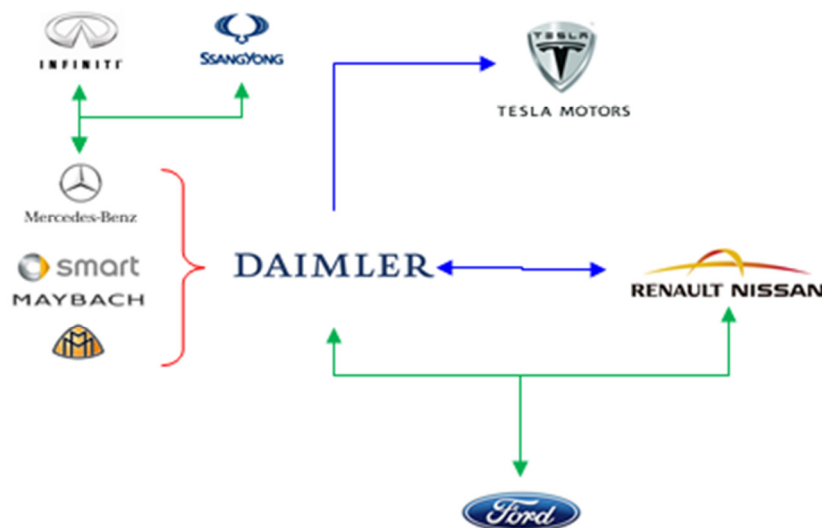 INFINITI
SSANGYONG
TESLA
TESLA MOTORS
Mercedes-Benz
smart
DAIMLER
MAYBACH
RENAULT NISSAN
Ford